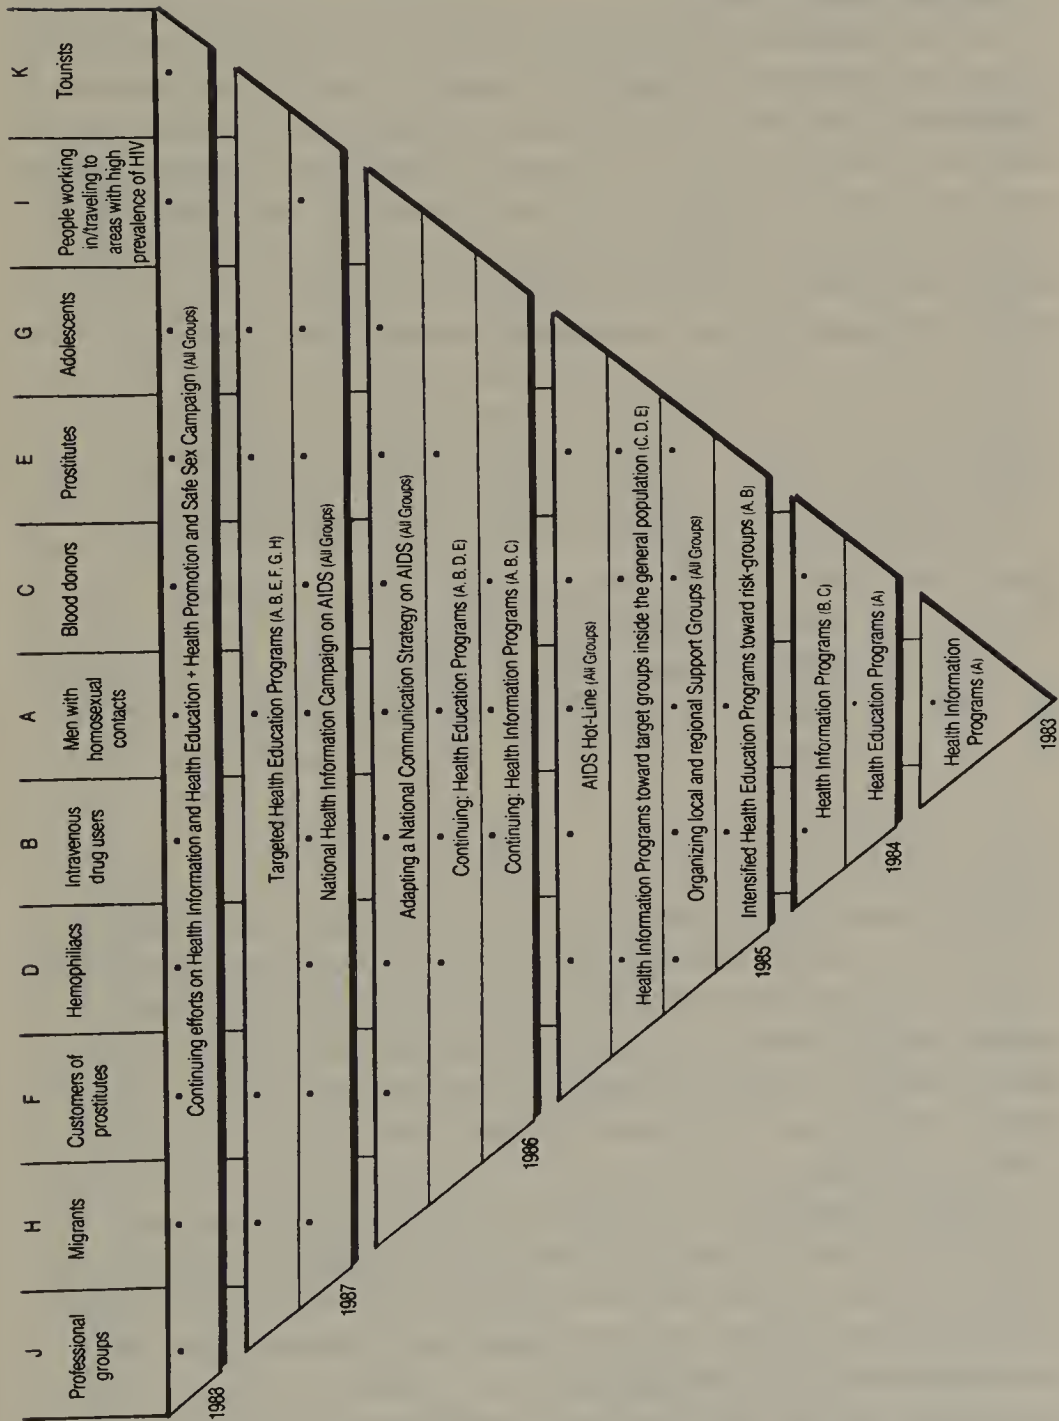 J H F D B A C E G I K
Professional groups
Migrants
Customers of prostitutes
Hemophiliacs
Intravenous drug users
Men with homosexual contacts
Blood donors
Prostitutes
Adolescents
People working in/traveling to areas with high prevalence of HIV
Tourists
Continuing efforts on Health Information and Health Education + Health Promotion and Safe Sex Campaign (All Groups)
1988
Targeted Health Education Programs (A. B. E. F. G. H)
National Health Information Campaign on AIDS (All Groups)
1987
Adapting a National Communication Strategy on AIDS (All Groups)
Continuing: Health Education Programs (A. B. D. E)
Continuing: Health Information Programs (A. B. C)
1986
AIDS Hot-Line (All Groups)
Health Information Programs toward target groups inside the general population (C. D. E)
Organizing local and regional Support Groups (All Groups)
Intensified Health Education Programs toward risk-groups (A. B)
1985
Health Information Programs (B. C)
Health Education Programs (A)
1984
Health Information
Programs (A)
1983